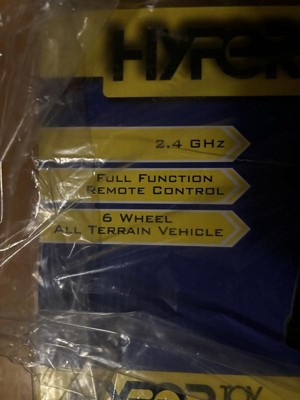 2.4 GHz
FULL FUNCTION
REMOTE CONTROL
6 WHEEL
ALL TERRAIN VEHICLE